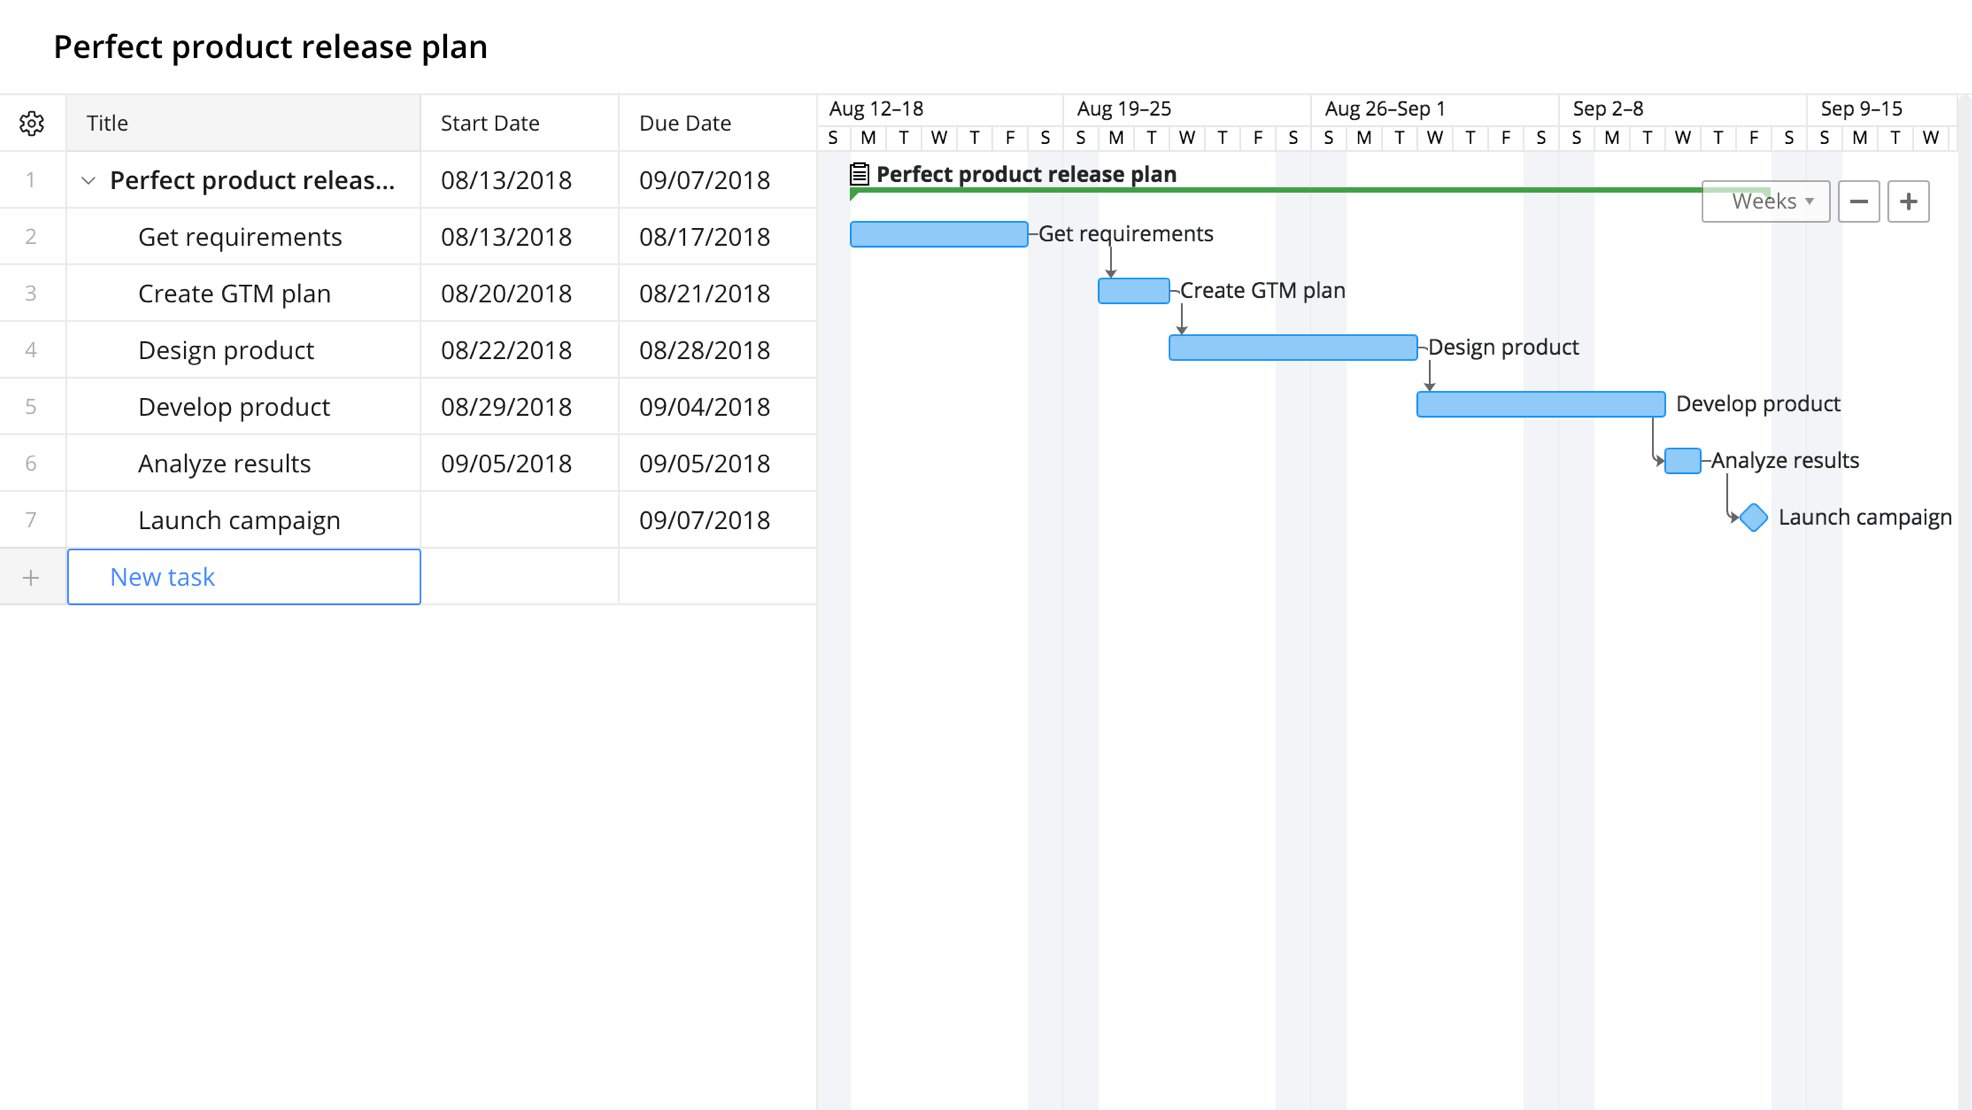 Perfect product release plan
Title Start Date Due Date
Aug 12–18 Aug 19–25 Aug 26–Sep 1 Sep 2–8 Sep 9–15
S M T W T F S S M T W T F S S M T W T F S S M T W T F S S M T W
1 Perfect product releas... 08/13/2018 09/07/2018
Perfect product release plan
Weeks
2 Get requirements 08/13/2018 08/17/2018 Get requirements
3 Create GTM plan 08/20/2018 08/21/2018 Create GTM plan
4 Design product 08/22/2018 08/28/2018 Design product
5 Develop product 08/29/2018 09/04/2018 Develop product
6 Analyze results 09/05/2018 09/05/2018 Analyze results
7 Launch campaign 09/07/2018 Launch campaign
New task